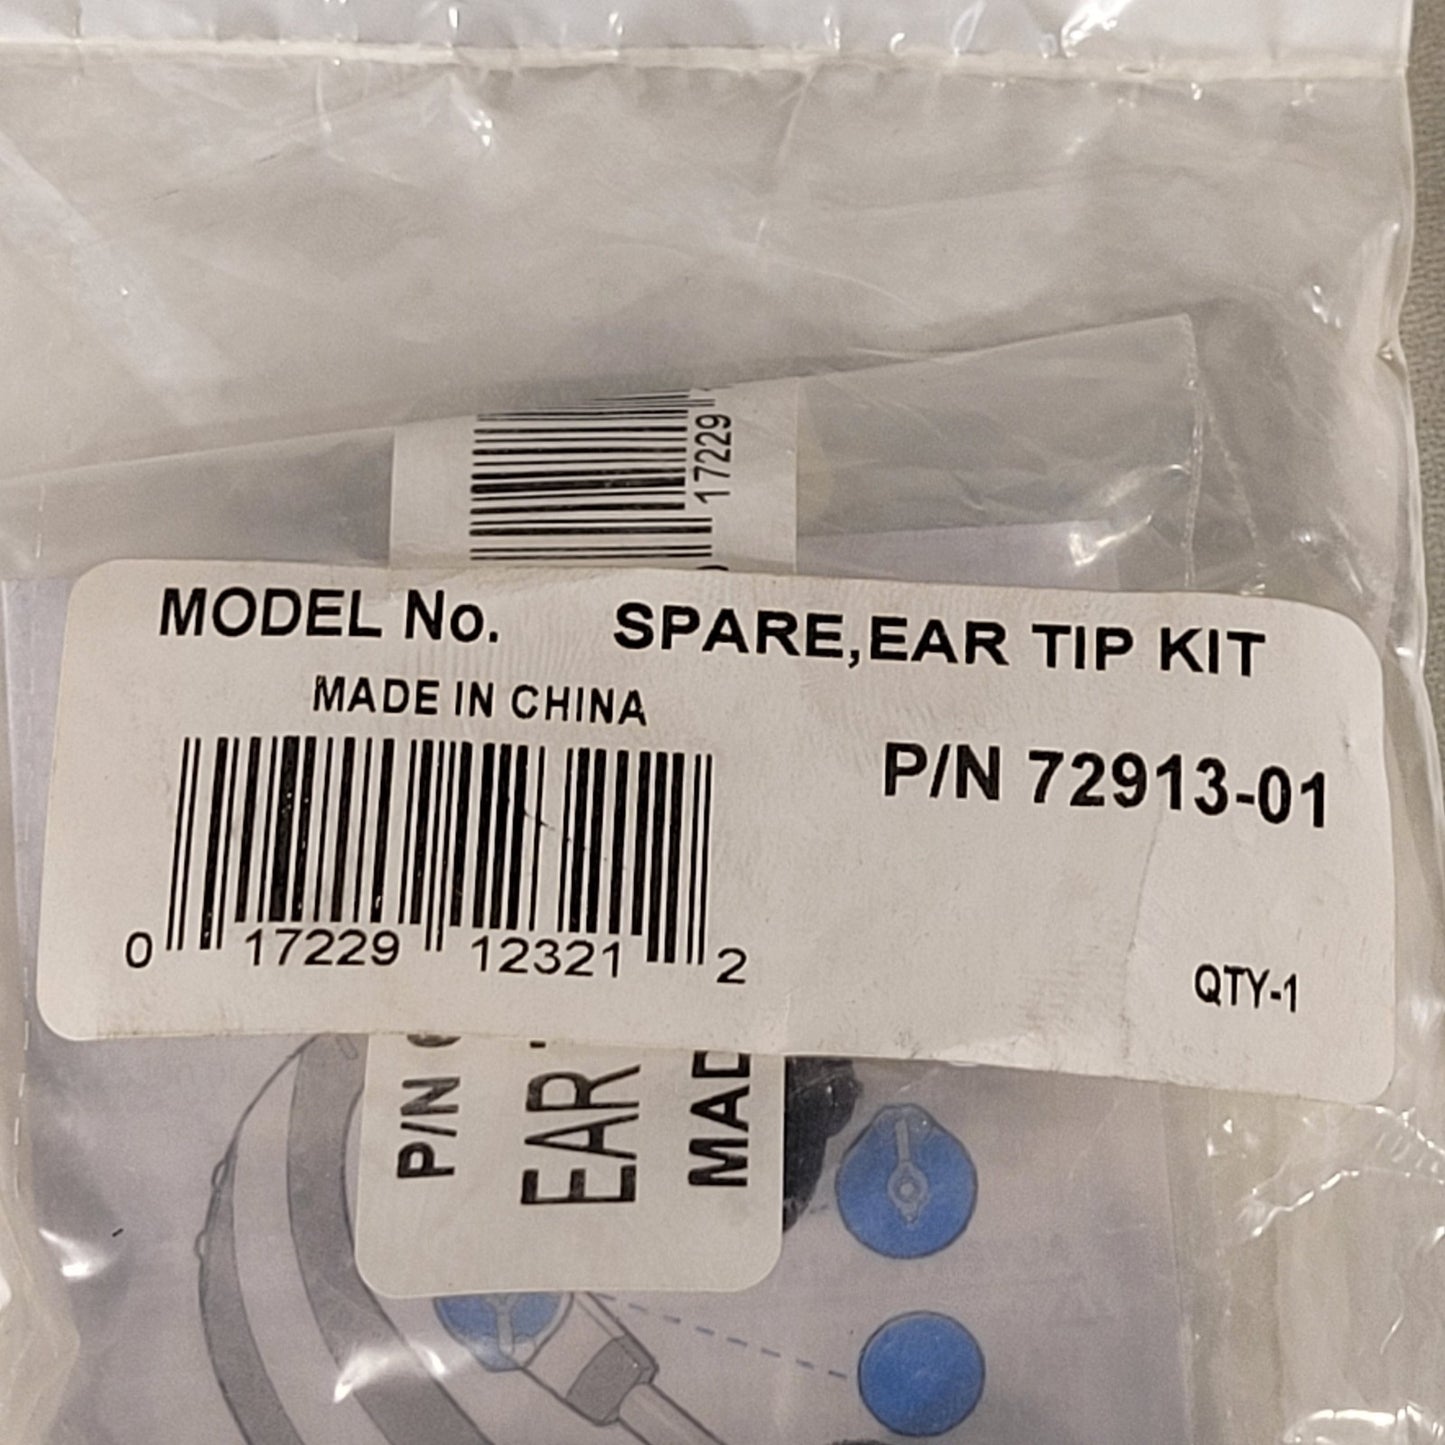 17229
MODEL No. SPARE,EAR TIP KIT
MADE IN CHINA
P/N 72913-01
0 17229 12321 2
QTY-1
P/N
EAR
MAD